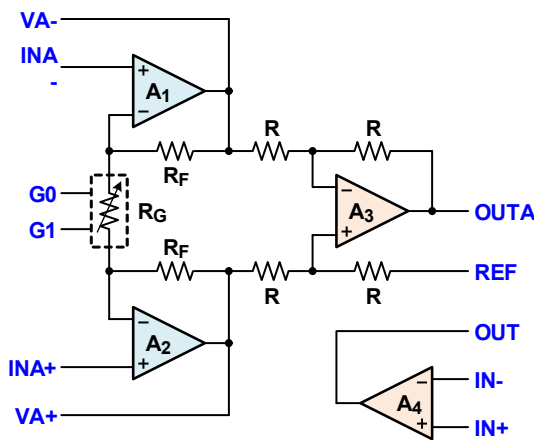 VA-
INA
-
+
A1
−
R
R
RF
G0
−
RG
A3
OUTA
G1
+
RF
R
R
REF
−
OUT
A2
INA+
+
−
IN-
A4
VA+
+
IN+